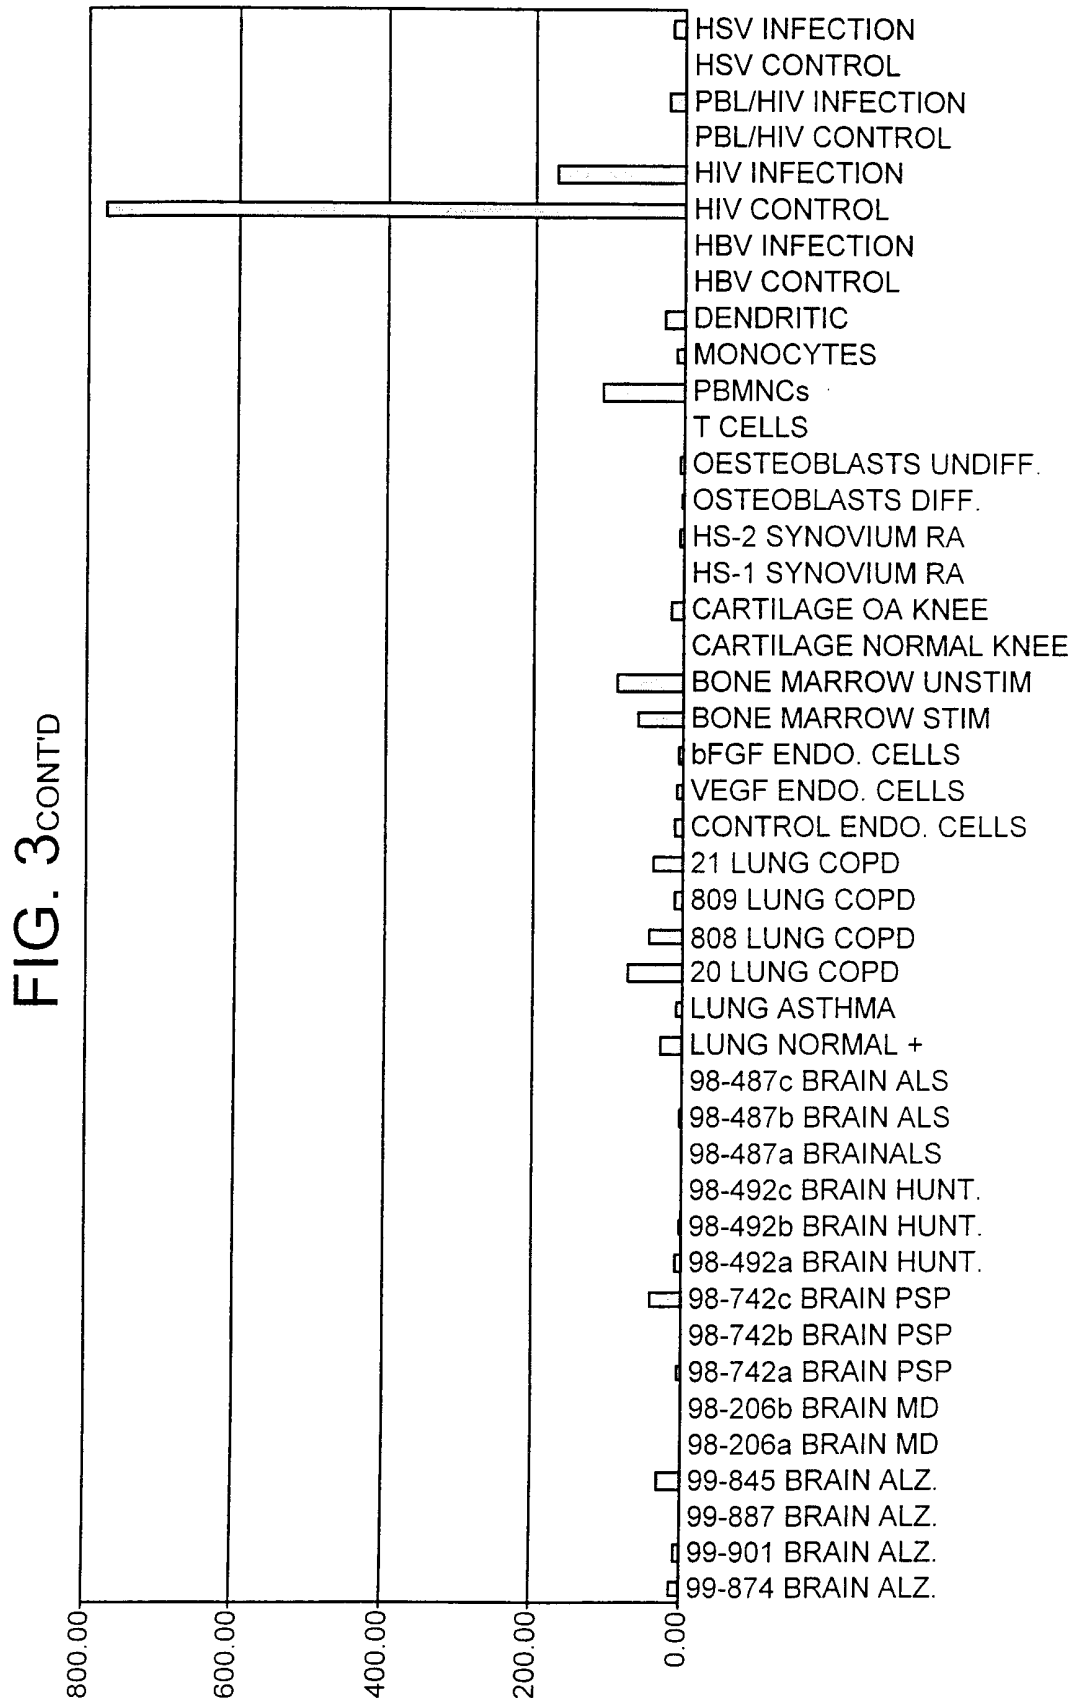 FIG. 3CONT'D
HSV INFECTION
HSV CONTROL
PBL/HIV INFECTION
PBL/HIV CONTROL
HIV INFECTION
HIV CONTROL
HBV INFECTION
HBV CONTROL
DENDRITIC
MONOCYTES
PBMNCs
T CELLS
OESTEOBLASTS UNDIFF.
OSTEOBLASTS DIFF.
HS-2 SYNOVIUM RA
HS-1 SYNOVIUM RA
CARTILAGE OA KNEE
CARTILAGE NORMAL KNEE
BONE MARROW UNSTIM
BONE MARROW STIM
bFGF ENDO. CELLS
VEGF ENDO. CELLS
CONTROL ENDO. CELLS
21 LUNG COPD
809 LUNG COPD
808 LUNG COPD
20 LUNG COPD
LUNG ASTHMA
LUNG NORMAL +
98-487c BRAIN ALS
98-487b BRAIN ALS
98-487a BRAINALS
98-492c BRAIN HUNT.
98-492b BRAIN HUNT.
98-492a BRAIN HUNT.
98-742c BRAIN PSP
98-742b BRAIN PSP
98-742a BRAIN PSP
98-206b BRAIN MD
98-206a BRAIN MD
99-845 BRAIN ALZ.
99-887 BRAIN ALZ.
99-901 BRAIN ALZ.
99-874 BRAIN ALZ.
800.00
600.00
400.00
200.00
0.00